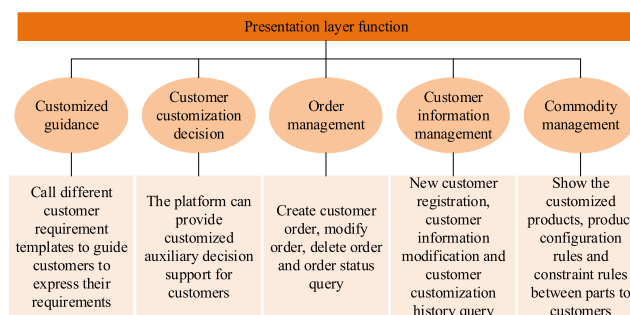 Presentation layer function
Customized
guidance
Customer
customization
decision
Order
management
Customer
information
management
Commodity
management
Call different
customer
requirement
templates to guide
customers to
express their
requirements
The platform can
provide
customized
auxiliary decision
support for
customers
Create customer
order, modify
order, delete order
and order status
query
New customer
registration,
customer
information
modification and
customer
customization
history query
Show the
customized
products, product
configuration
rules and
constraint rules
between parts to
customers